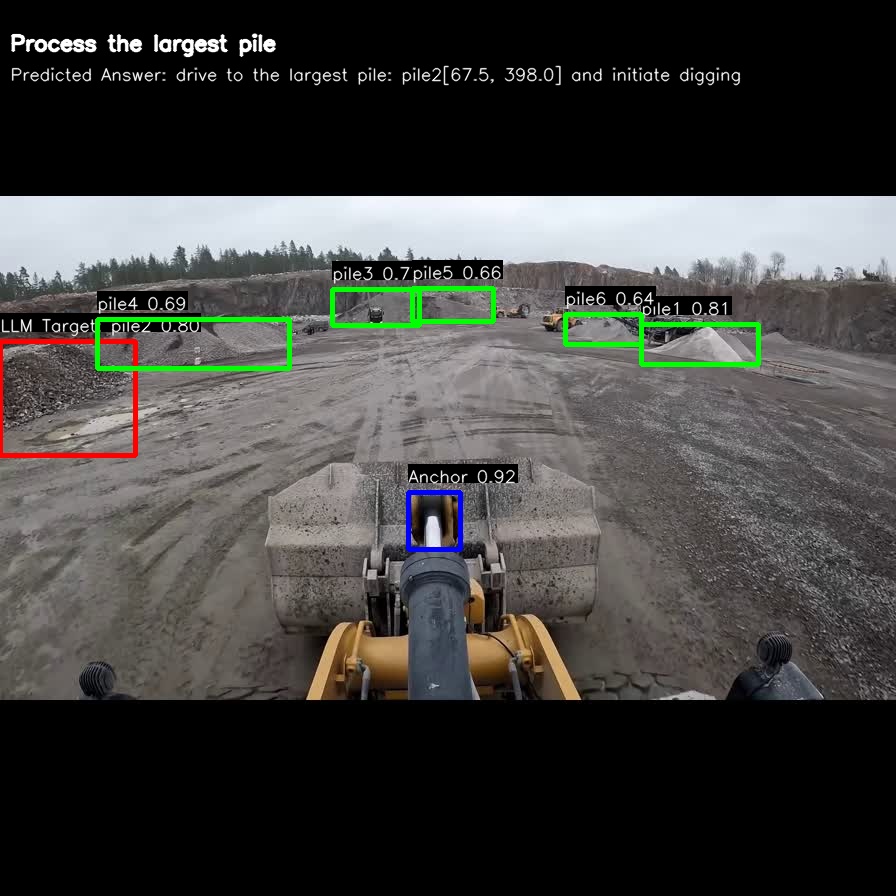 Process the largest pile
Predicted Answer: drive to the largest pile: pile2[67.5, 398.0] and initiate digging
pile3 0.7
pile5 0.66
pile4 0.69
pile6 0.64
pile1 0.81
LLM Target
pile2 0.80
Anchor 0.92